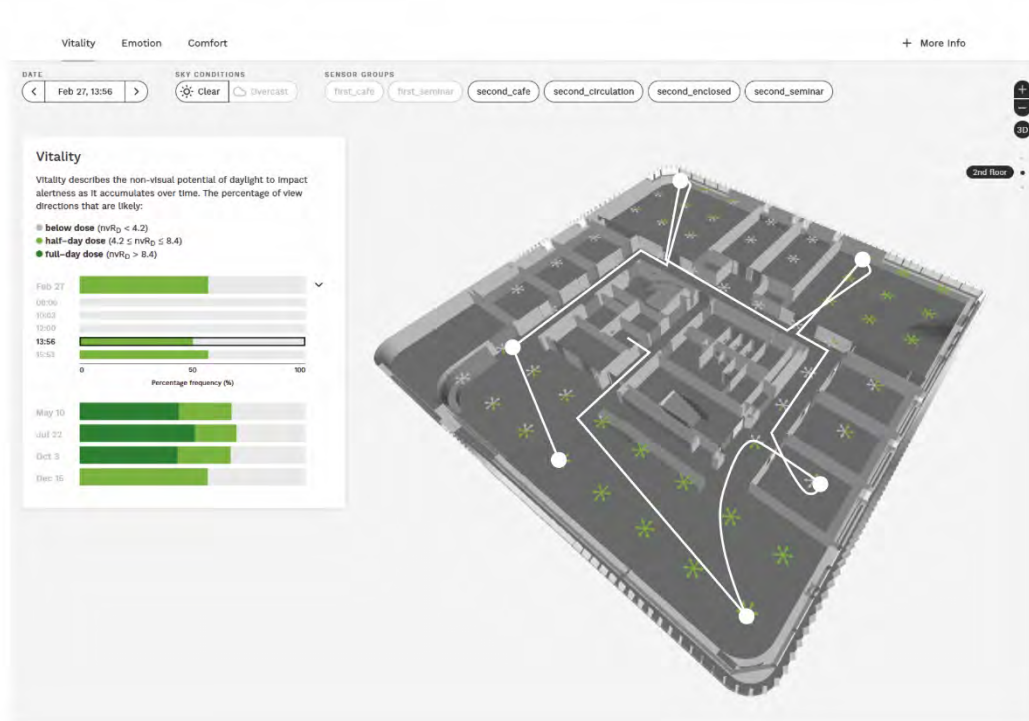 Vitality Emotion Comfort + More Info
DATE SKY CONDITIONS SENSOR GROUPS
Feb 27, 13:56 Clear Overcast first_cafe first_seminar second_cafe second_circulation second_enclosed second_seminar
+
−
3D
2nd floor
Vitality
Vitality describes the non-visual potential of daylight to impact
alertness as it accumulates over time. The percentage of view
directions that are likely:
below dose (nvR_D < 4.2)
half-day dose (4.2 ≤ nvR_D ≤ 8.4)
full-day dose (nvR_D > 8.4)
Feb 27
10:03
12:00
13:56
15:53
0 50 100
Percentage frequency (%)
May 10
Jul 22
Oct 3
Dec 15